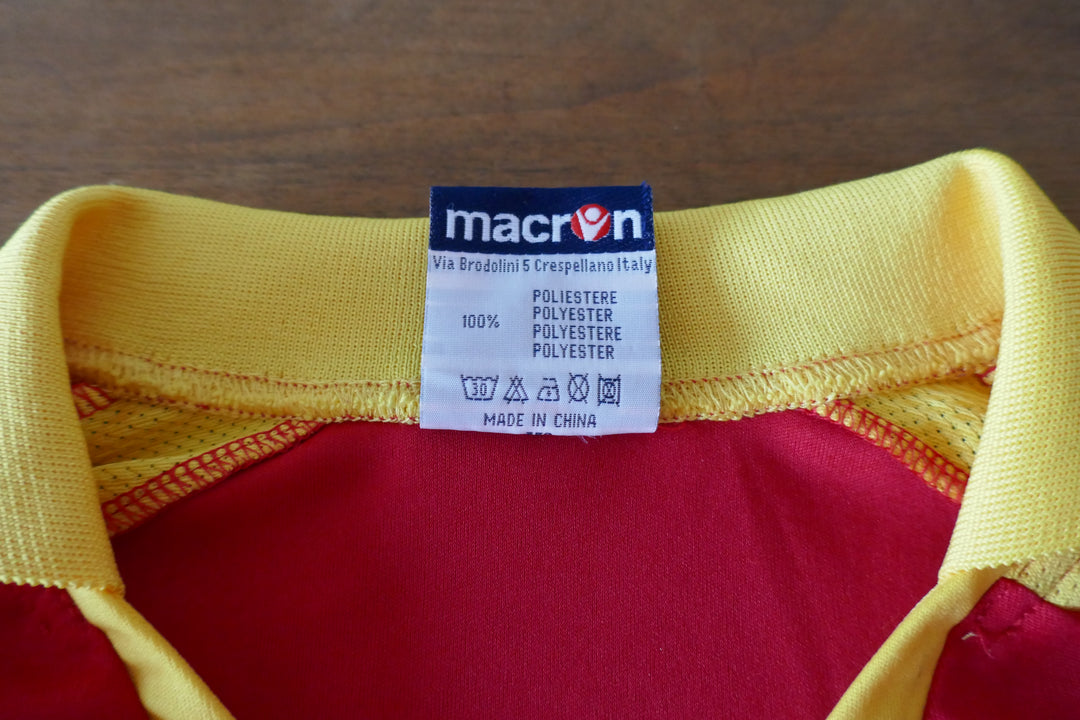 macron
Via Brodolini 5 Crespellano Italy
100%
POLIESTERE
POLYESTER
POLYESTERE
POLYESTER
30
MADE IN CHINA